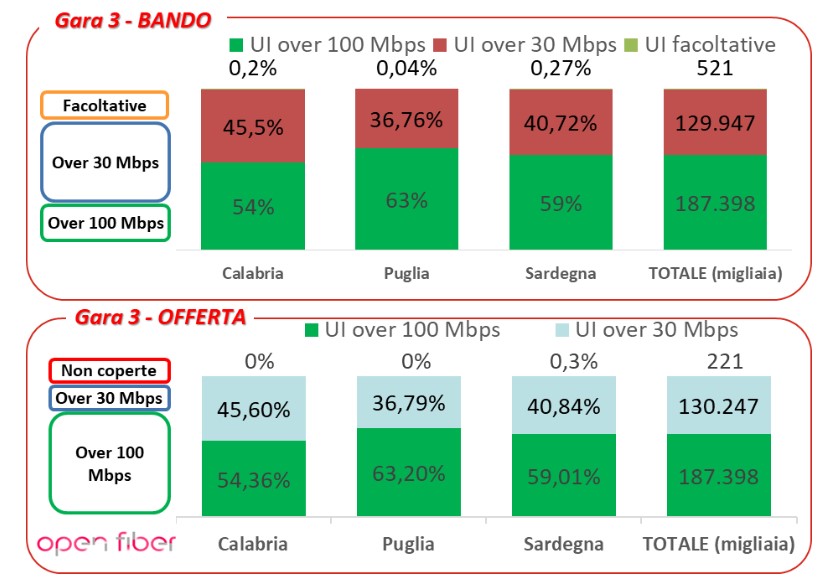 Gara 3 - BANDO
UI over 100 Mbps UI over 30 Mbps UI facoltative
0,2% 0,04% 0,27% 521
Facoltative
45,5% 36,76% 40,72% 129.947
Over 30 Mbps
54% 63% 59% 187.398
Over 100 Mbps
Calabria Puglia Sardegna TOTALE (migliaia)
Gara 3 - OFFERTA
UI over 100 Mbps UI over 30 Mbps
0% 0% 0,3% 221
Non coperte
Over 30 Mbps
45,60% 36,79% 40,84% 130.247
Over 100
Mbps
54,36% 63,20% 59,01% 187.398
open fiber
Calabria Puglia Sardegna TOTALE (migliaia)